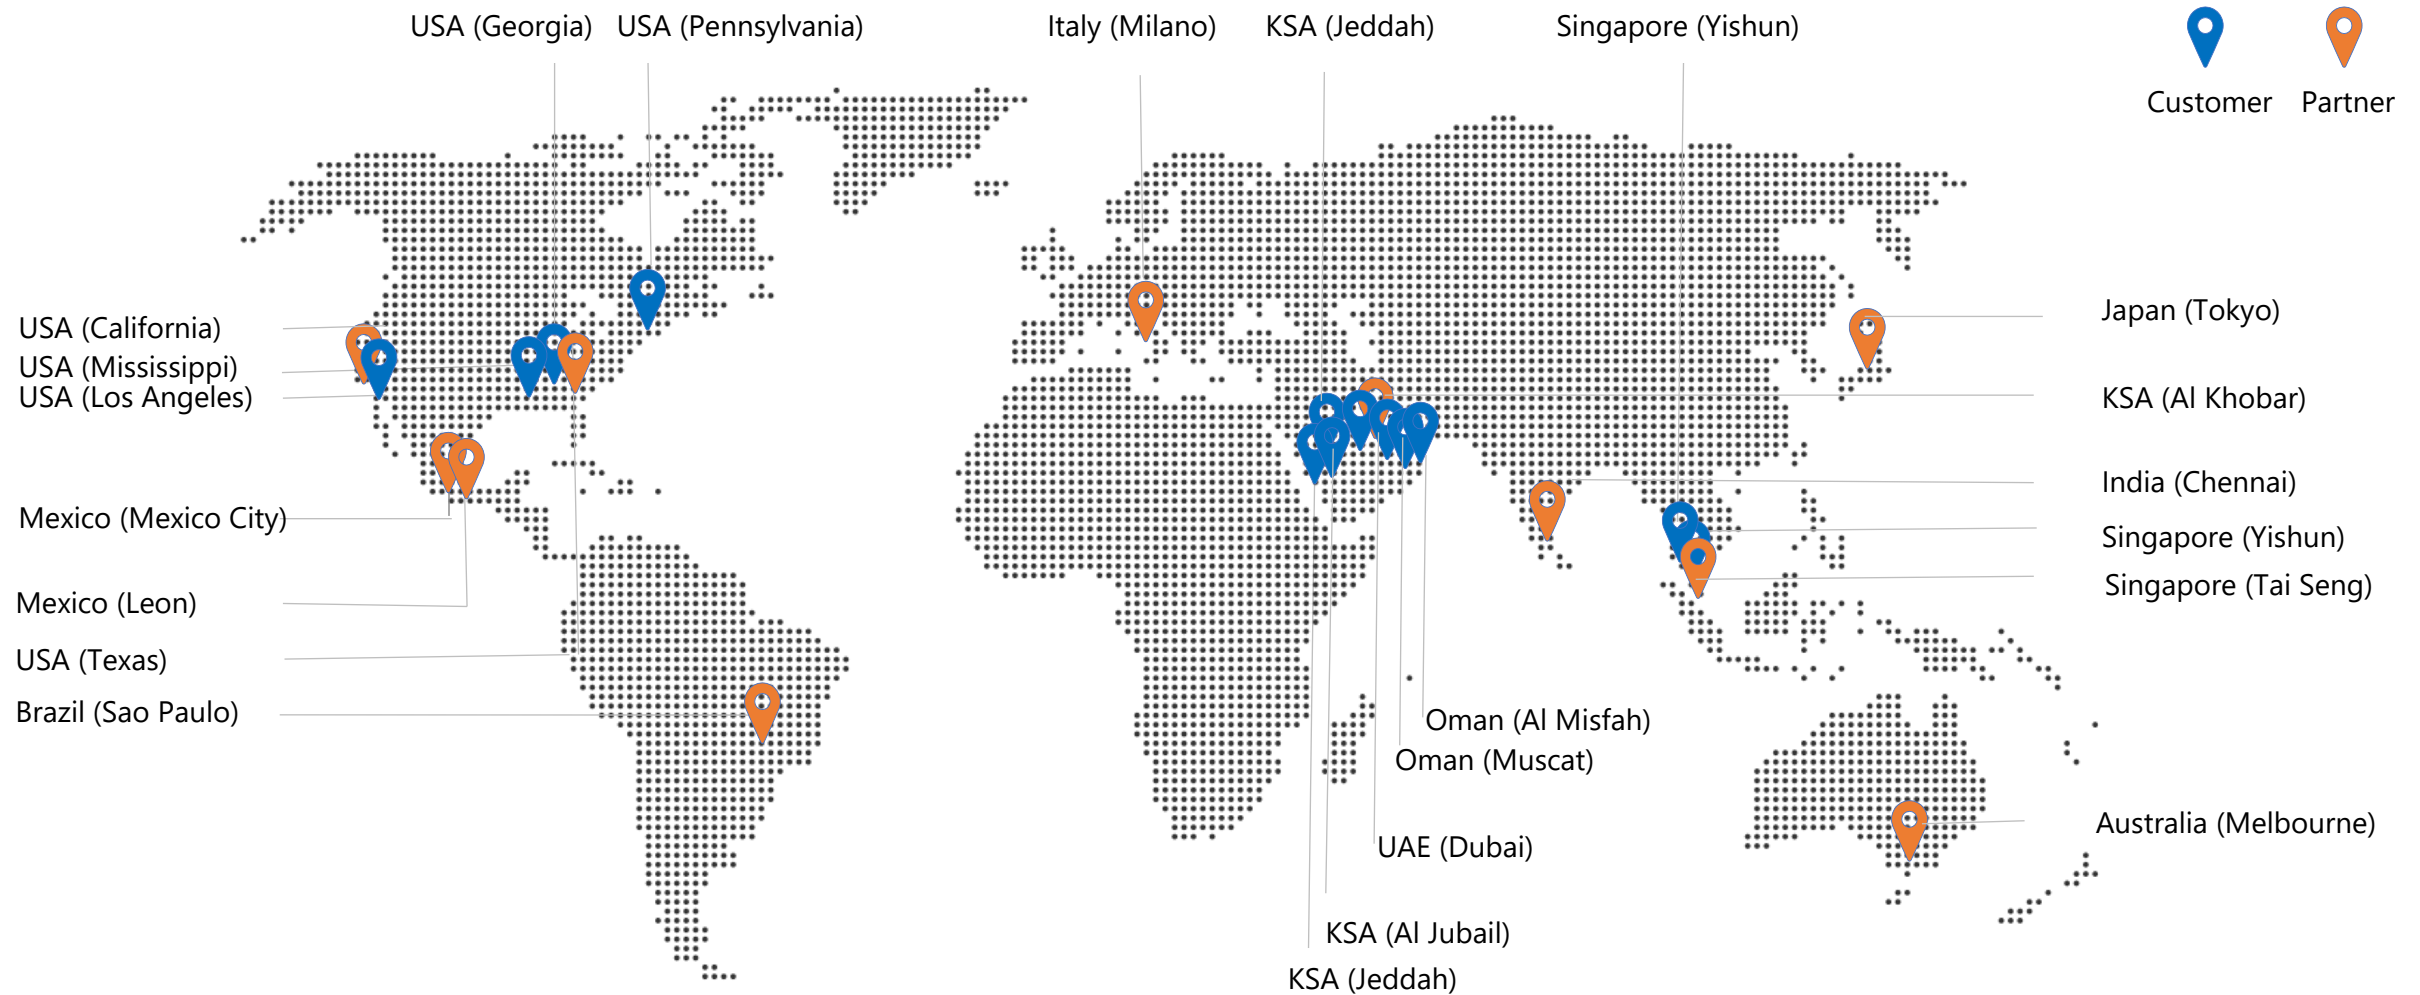 USA (Georgia)
USA (Pennsylvania)
Italy (Milano)
KSA (Jeddah)
Singapore (Yishun)
Customer
Partner
USA (California)
USA (Mississippi)
USA (Los Angeles)
Mexico (Mexico City)
Mexico (Leon)
USA (Texas)
Brazil (Sao Paulo)
Japan (Tokyo)
KSA (Al Khobar)
India (Chennai)
Singapore (Yishun)
Singapore (Tai Seng)
Oman (Al Misfah)
Oman (Muscat)
UAE (Dubai)
Australia (Melbourne)
KSA (Al Jubail)
KSA (Jeddah)